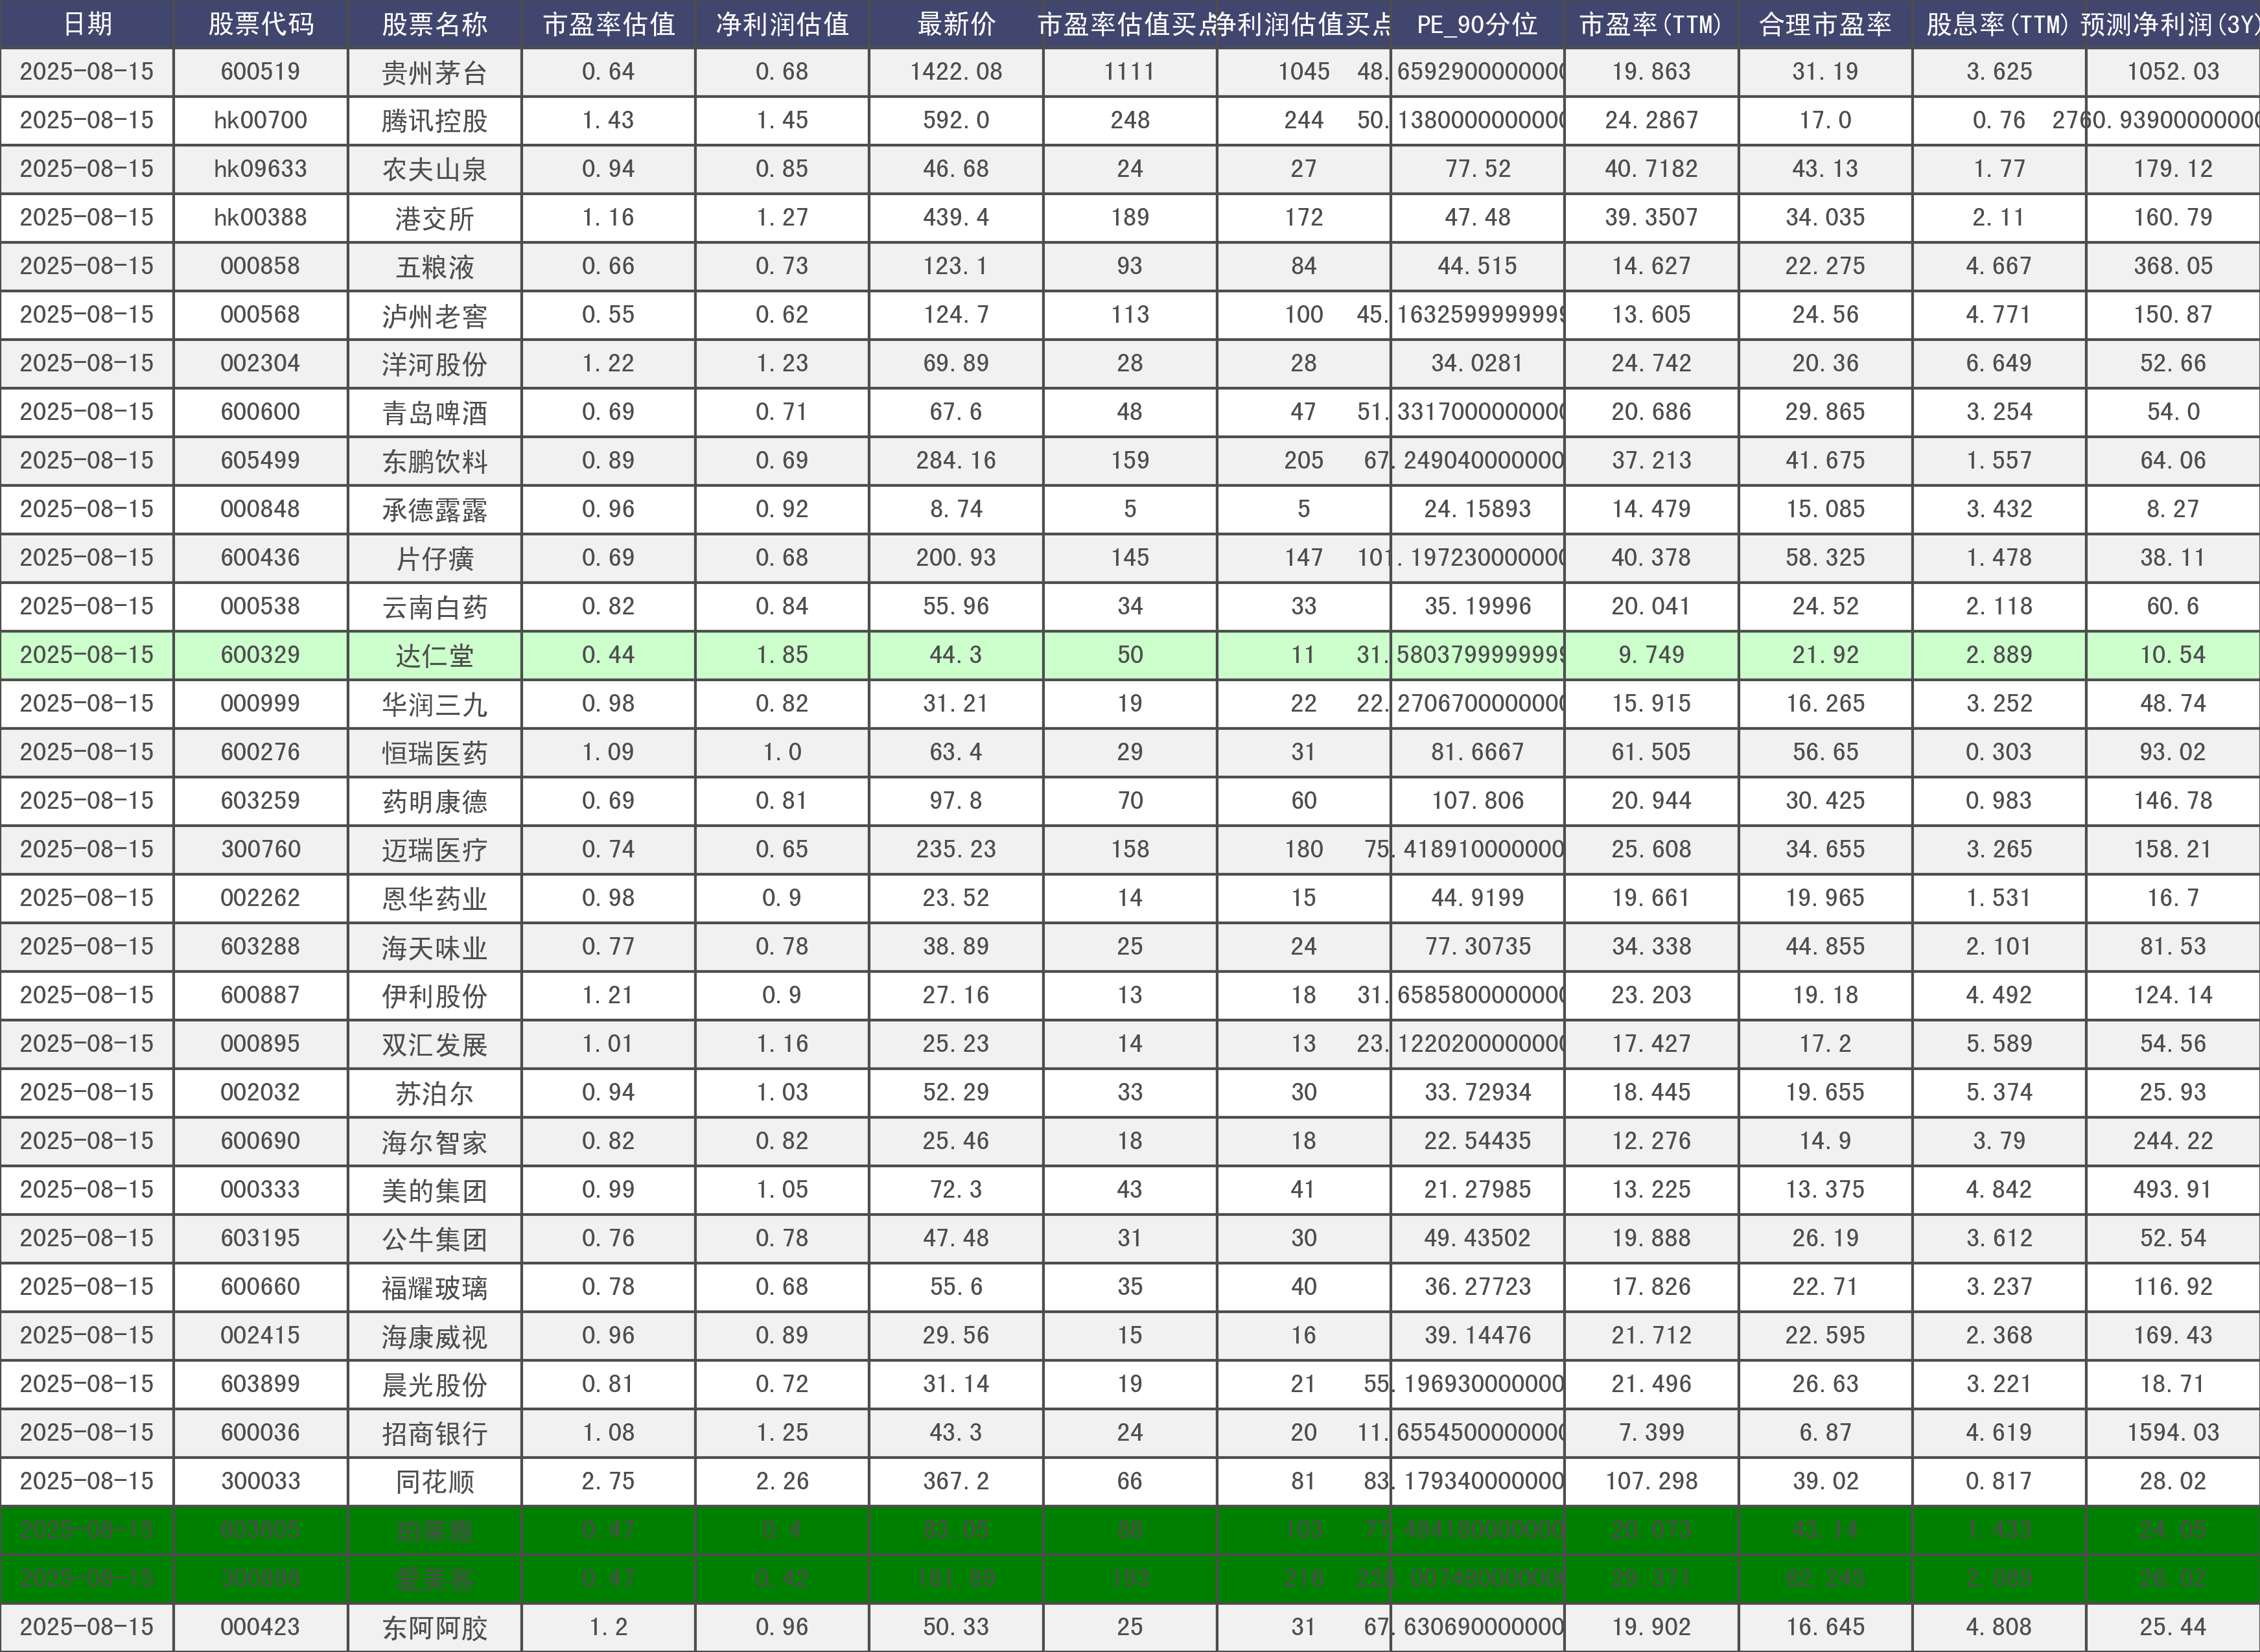 日期 股票代码 股票名称 市盈率估值 净利润估值 最新价 市盈率估值买点 净利润估值买点 PE_90分位 市盈率(TTM) 合理市盈率 股息率(TTM) 预测净利润(3Y)
2025-08-15 600519 贵州茅台 0.64 0.68 1422.08 1111 1045 48.6592900000000 19.863 31.19 3.625 1052.03
2025-08-15 hk00700 腾讯控股 1.43 1.45 592.0 248 244 50.1380000000000 24.2867 17.0 0.76 2760.93900000000
2025-08-15 hk09633 农夫山泉 0.94 0.85 46.68 24 27 77.52 40.7182 43.13 1.77 179.12
2025-08-15 hk00388 港交所 1.16 1.27 439.4 189 172 47.48 39.3507 34.035 2.11 160.79
2025-08-15 000858 五粮液 0.66 0.73 123.1 93 84 44.515 14.627 22.275 4.667 368.05
2025-08-15 000568 泸州老窖 0.55 0.62 124.7 113 100 45.1632599999999 13.605 24.56 4.771 150.87
2025-08-15 002304 洋河股份 1.22 1.23 69.89 28 28 34.0281 24.742 20.36 6.649 52.66
2025-08-15 600600 青岛啤酒 0.69 0.71 67.6 48 47 51.3317000000000 20.686 29.865 3.254 54.0
2025-08-15 605499 东鹏饮料 0.89 0.69 284.16 159 205 67.249040000000 37.213 41.675 1.557 64.06
2025-08-15 000848 承德露露 0.96 0.92 8.74 5 5 24.15893 14.479 15.085 3.432 8.27
2025-08-15 600436 片仔癀 0.69 0.68 200.93 145 147 101.197230000000 40.378 58.325 1.478 38.11
2025-08-15 000538 云南白药 0.82 0.84 55.96 34 33 35.19996 20.041 24.52 2.118 60.6
2025-08-15 600329 达仁堂 0.44 1.85 44.3 50 11 31.5803799999999 9.749 21.92 2.889 10.54
2025-08-15 000999 华润三九 0.98 0.82 31.21 19 22 22.2706700000000 15.915 16.265 3.252 48.74
2025-08-15 600276 恒瑞医药 1.09 1.0 63.4 29 31 81.6667 61.505 56.65 0.303 93.02
2025-08-15 603259 药明康德 0.69 0.81 97.8 70 60 107.806 20.944 30.425 0.983 146.78
2025-08-15 300760 迈瑞医疗 0.74 0.65 235.23 158 180 75.418910000000 25.608 34.655 3.265 158.21
2025-08-15 002262 恩华药业 0.98 0.9 23.52 14 15 44.9199 19.661 19.965 1.531 16.7
2025-08-15 603288 海天味业 0.77 0.78 38.89 25 24 77.30735 34.338 44.855 2.101 81.53
2025-08-15 600887 伊利股份 1.21 0.9 27.16 13 18 31.6585800000000 23.203 19.18 4.492 124.14
2025-08-15 000895 双汇发展 1.01 1.16 25.23 14 13 23.1220200000000 17.427 17.2 5.589 54.56
2025-08-15 002032 苏泊尔 0.94 1.03 52.29 33 30 33.72934 18.445 19.655 5.374 25.93
2025-08-15 600690 海尔智家 0.82 0.82 25.46 18 18 22.54435 12.276 14.9 3.79 244.22
2025-08-15 000333 美的集团 0.99 1.05 72.3 43 41 21.27985 13.225 13.375 4.842 493.91
2025-08-15 603195 公牛集团 0.76 0.78 47.48 31 30 49.43502 19.888 26.19 3.612 52.54
2025-08-15 600660 福耀玻璃 0.78 0.68 55.6 35 40 36.27723 17.826 22.71 3.237 116.92
2025-08-15 002415 海康威视 0.96 0.89 29.56 15 16 39.14476 21.712 22.595 2.368 169.43
2025-08-15 603899 晨光股份 0.81 0.72 31.14 19 21 55.196930000000 21.496 26.63 3.221 18.71
2025-08-15 600036 招商银行 1.08 1.25 43.3 24 20 11.6554500000000 7.399 6.87 4.619 1594.03
2025-08-15 300033 同花顺 2.75 2.26 367.2 66 81 83.179340000000 107.298 39.02 0.817 28.02
2025-08-15 603605 珀莱雅 0.47 0.4 83.05 88 103 77.484180000000 20.073 43.14 1.433 24.05
2025-08-15 300896 爱美客 0.47 0.42 181.89 193 216 228.0074800000000 29.371 62.245 2.089 26.02
2025-08-15 000423 东阿阿胶 1.2 0.96 50.33 25 31 67.630690000000 19.902 16.645 4.808 25.44